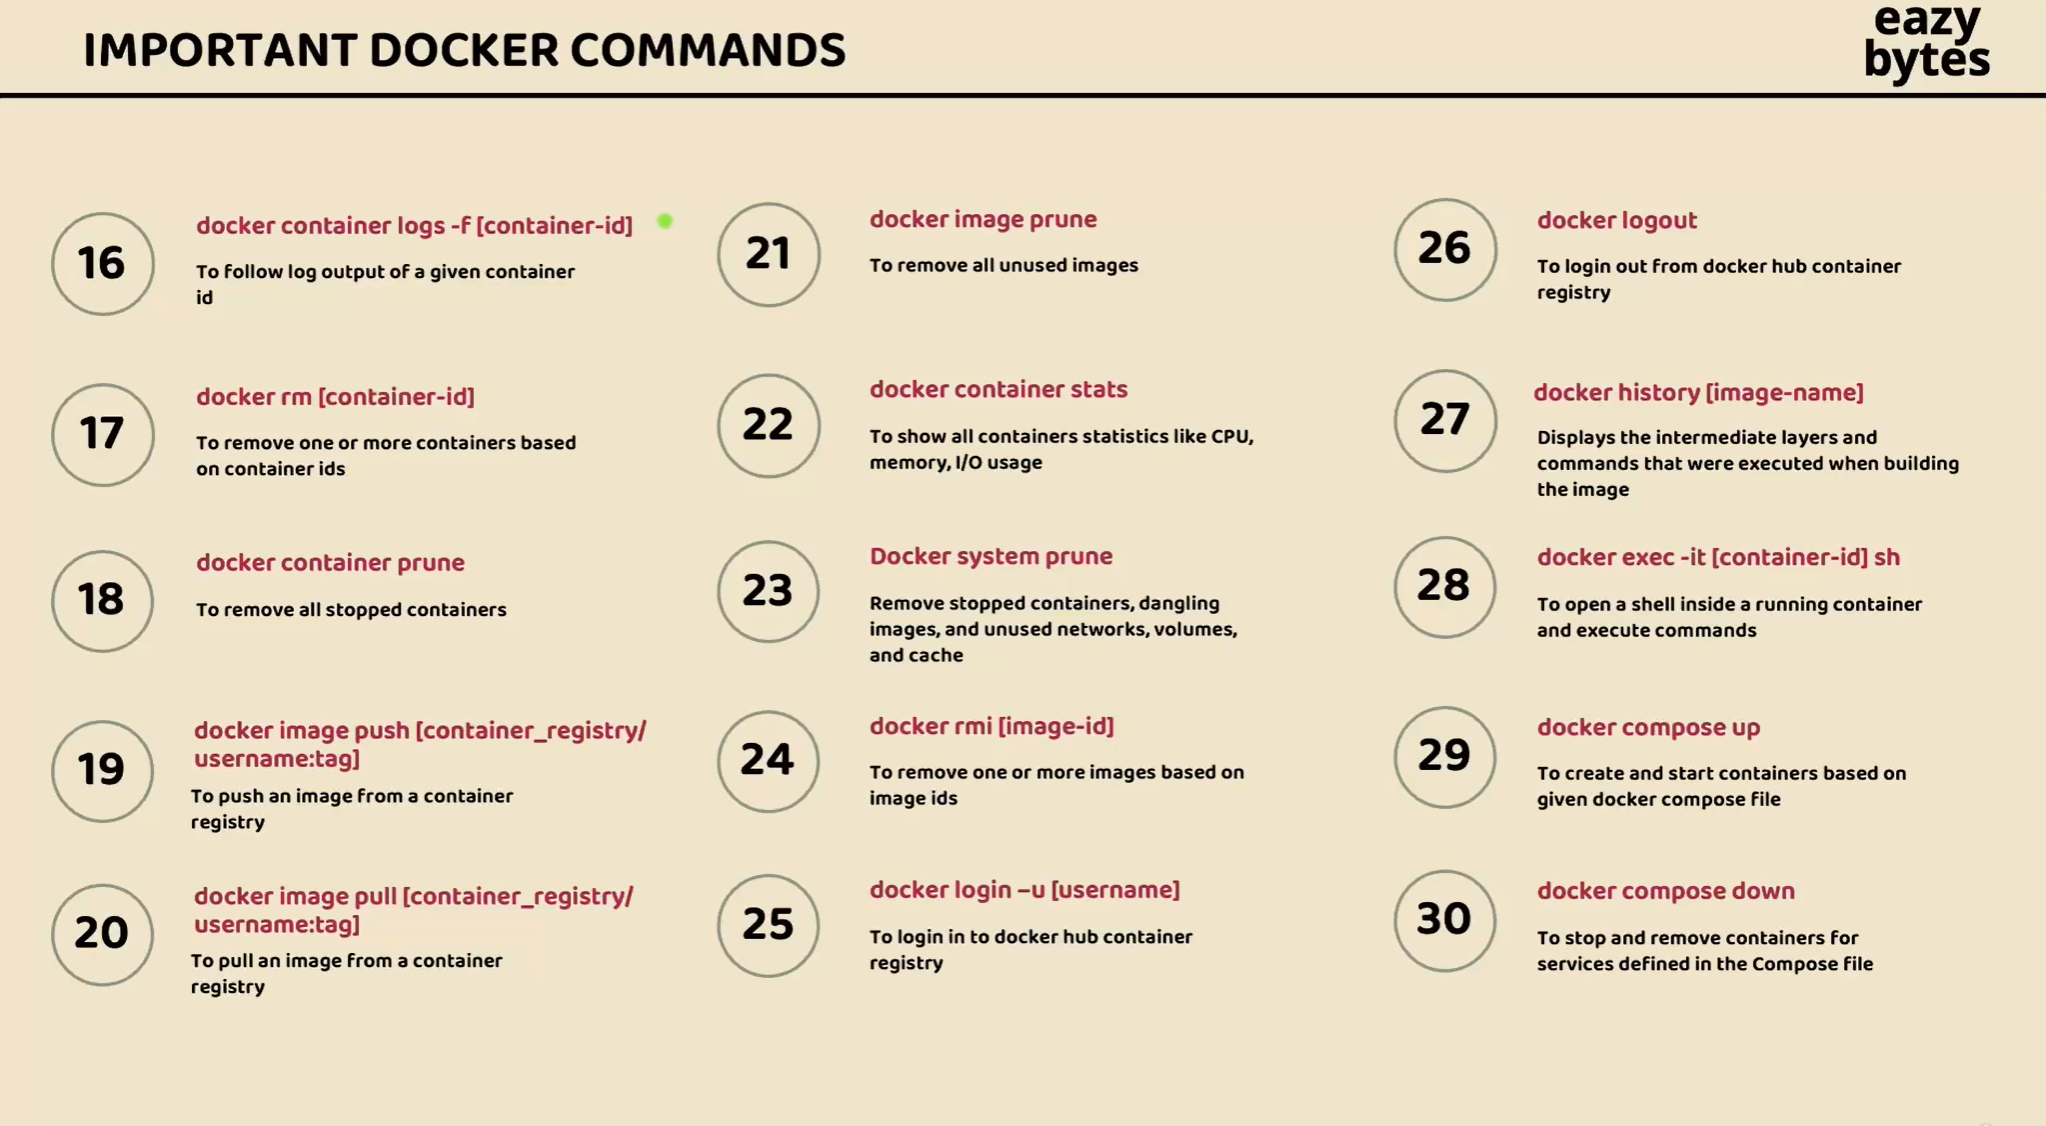 IMPORTANT DOCKER COMMANDS
eazy
bytes
16
docker container logs -f [container-id]
To follow log output of a given container
id
17
docker rm [container-id]
To remove one or more containers based
on container ids
18
docker container prune
To remove all stopped containers
19
docker image push [container_registry/
username:tag]
To push an image from a container
registry
20
docker image pull [container_registry/
username:tag]
To pull an image from a container
registry
21
docker image prune
To remove all unused images
22
docker container stats
To show all containers statistics like CPU,
memory, I/O usage
23
Docker system prune
Remove stopped containers, dangling
images, and unused networks, volumes,
and cache
24
docker rmi [image-id]
To remove one or more images based on
image ids
25
docker login –u [username]
To login in to docker hub container
registry
26
docker logout
To login out from docker hub container
registry
27
docker history [image-name]
Displays the intermediate layers and
commands that were executed when building
the image
28
docker exec -it [container-id] sh
To open a shell inside a running container
and execute commands
29
docker compose up
To create and start containers based on
given docker compose file
30
docker compose down
To stop and remove containers for
services defined in the Compose file